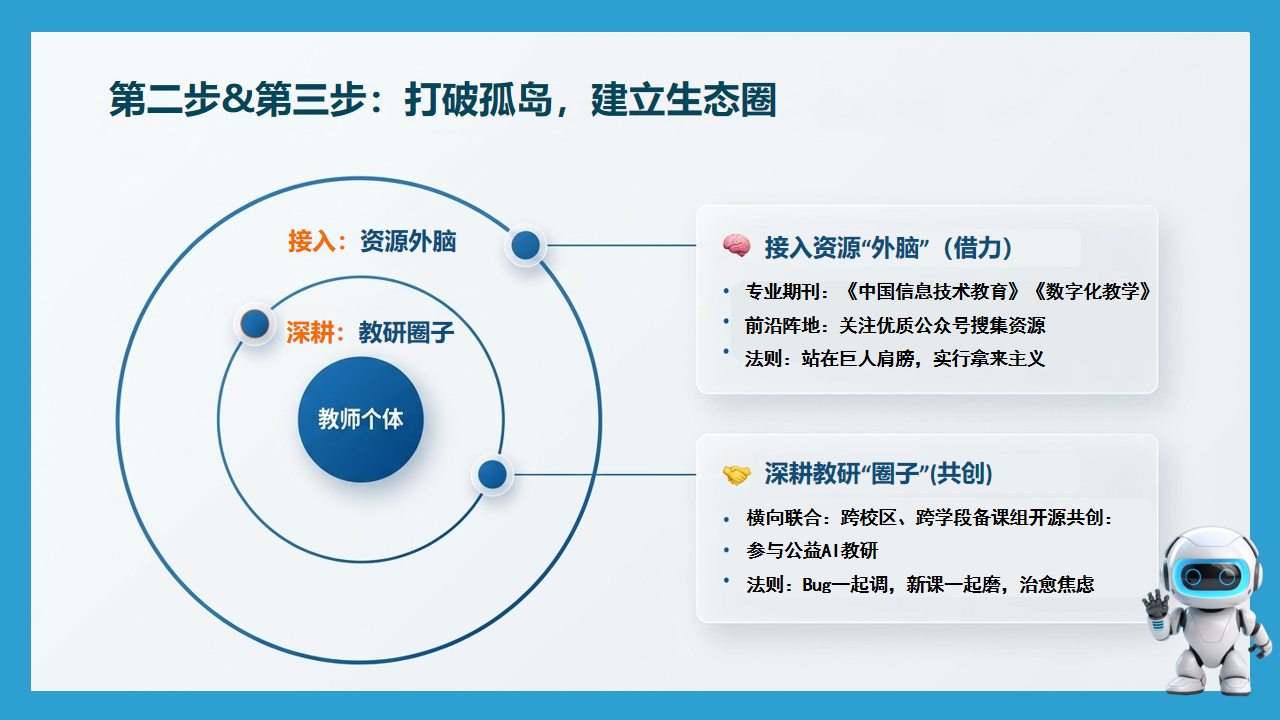 第二步&第三步：打破孤岛，建立生态圈
接入：资源外脑
深耕：教研圈子
教师个体
接入资源“外脑”（借力）
• 专业期刊：《中国信息技术教育》《数字化教学》
• 前沿阵地：关注优质公众号搜集资源
• 法则：站在巨人肩膀，实行拿来主义
深耕教研“圈子”(共创)
• 横向联合：跨校区、跨学段备课组开源共创：
• 参与公益AI教研
• 法则：Bug一起调，新课一起磨，治愈焦虑